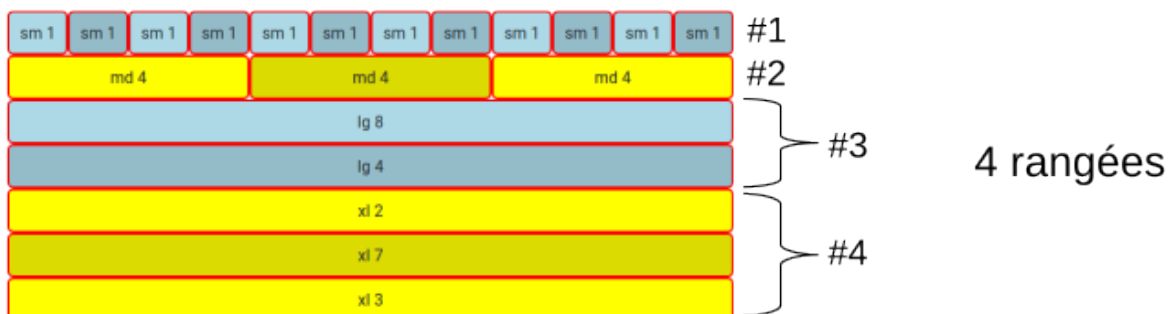 sm 1 sm 1 sm 1 sm 1 sm 1 sm 1 sm 1 sm 1 sm 1 sm 1 sm 1 sm 1 #1
md 4 md 4 md 4 #2
lg 8
#3
lg 4
4 rangées
xl 2
xl 7
#4
xl 3